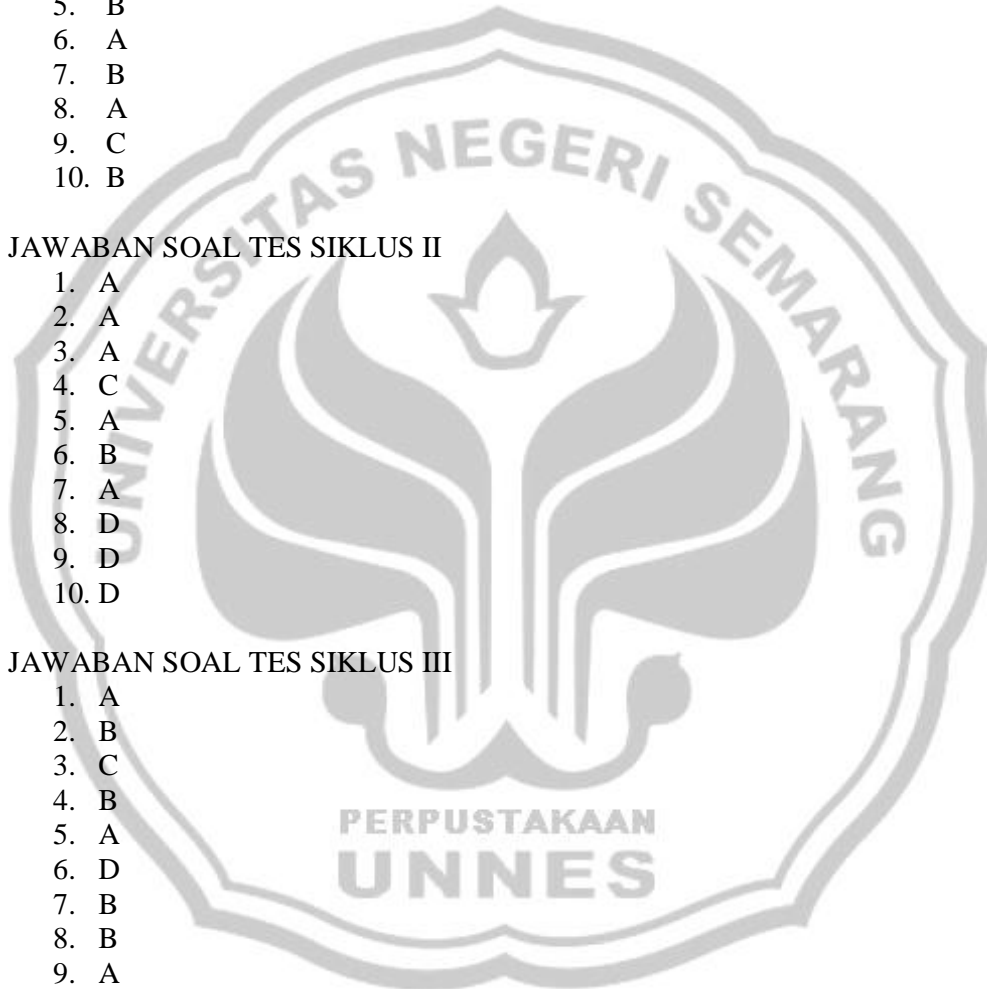 5. B
6. A
7. B
8. A
9. C
10. B
JAWABAN SOAL TES SIKLUS II
1. A
2. A
3. A
4. C
5. A
6. B
7. A
8. D
9. D
10. D
JAWABAN SOAL TES SIKLUS III
1. A
2. B
3. C
4. B
5. A
6. D
7. B
8. B
9. A
UNIVERSITAS NEGERI SEMARANG
PERPUSTAKAAN
UNNES